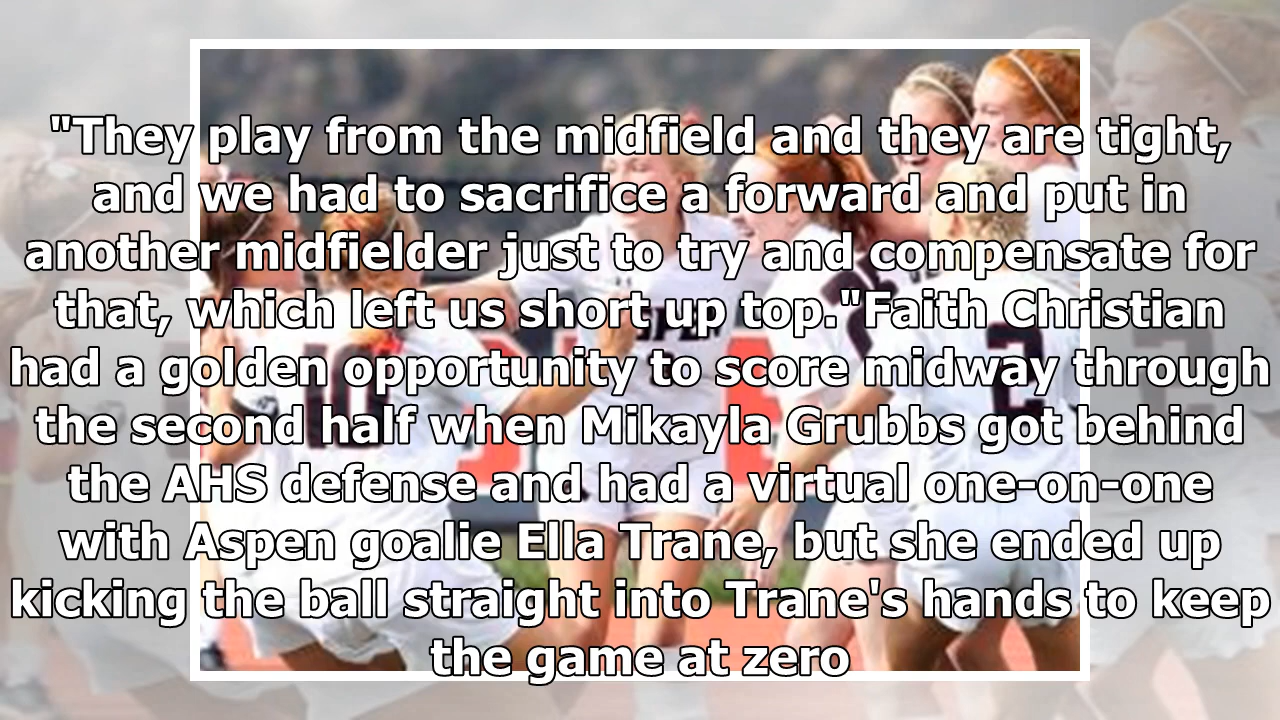 "They play from the midfield and they are tight,
and we had to sacrifice a forward and put in
another midfielder just to try and compensate for
that, which left us short up top."Faith Christian
had a golden opportunity to score midway through
the second half when Mikayla Grubbs got behind
the AHS defense and had a virtual one-on-one
with Aspen goalie Ella Trane, but she ended up
kicking the ball straight into Trane's hands to keep
the game at zero
10
2